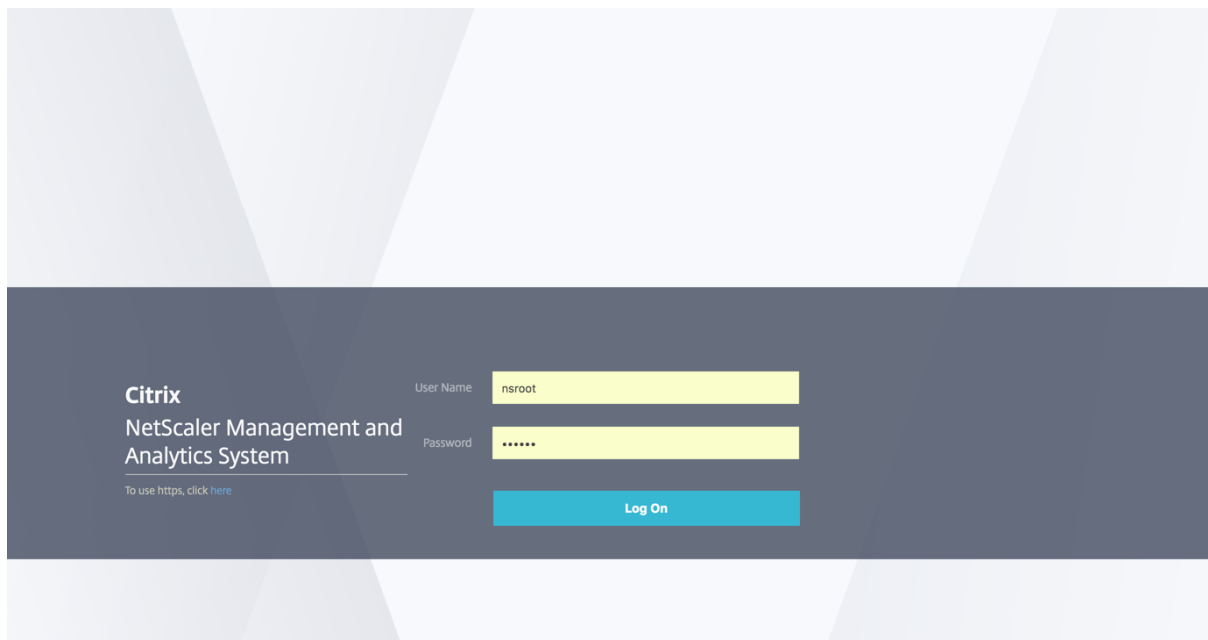 Citrix
NetScaler Management and
Analytics System
To use https, click here
User Name
nsroot
Password
••••••
Log On